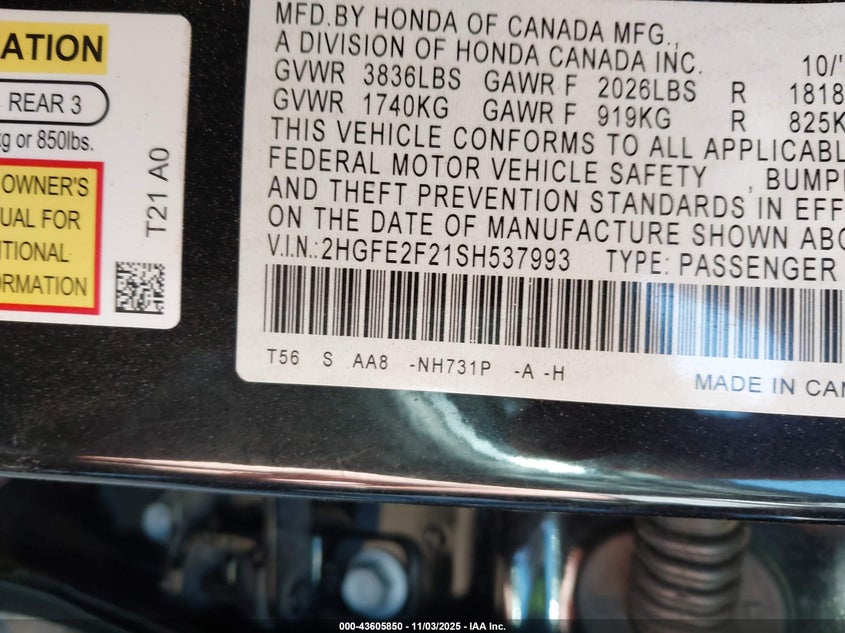 ATION
REAR 3
kg or 850lbs.
OWNER'S
UAL FOR
ITIONAL
ORMATION
T21 A0
MFD.BY HONDA OF CANADA MFG.,
A DIVISION OF HONDA CANADA INC. 10/
GVWR 3836LBS GAWR F 2026LBS R 1818
GVWR 1740KG GAWR F 919KG R 825K
THIS VEHICLE CONFORMS TO ALL APPLICABL
FEDERAL MOTOR VEHICLE SAFETY , BUMP
AND THEFT PREVENTION STANDARDS IN EFF
ON THE DATE OF MANUFACTURE SHOWN ABO
V.I.N.:2HGFE2F21SH537993 TYPE: PASSENGER
T56 S AA8 -NH731P -A -H
MADE IN CAN
000-43605850 - 11/03/2025 - IAA Inc.